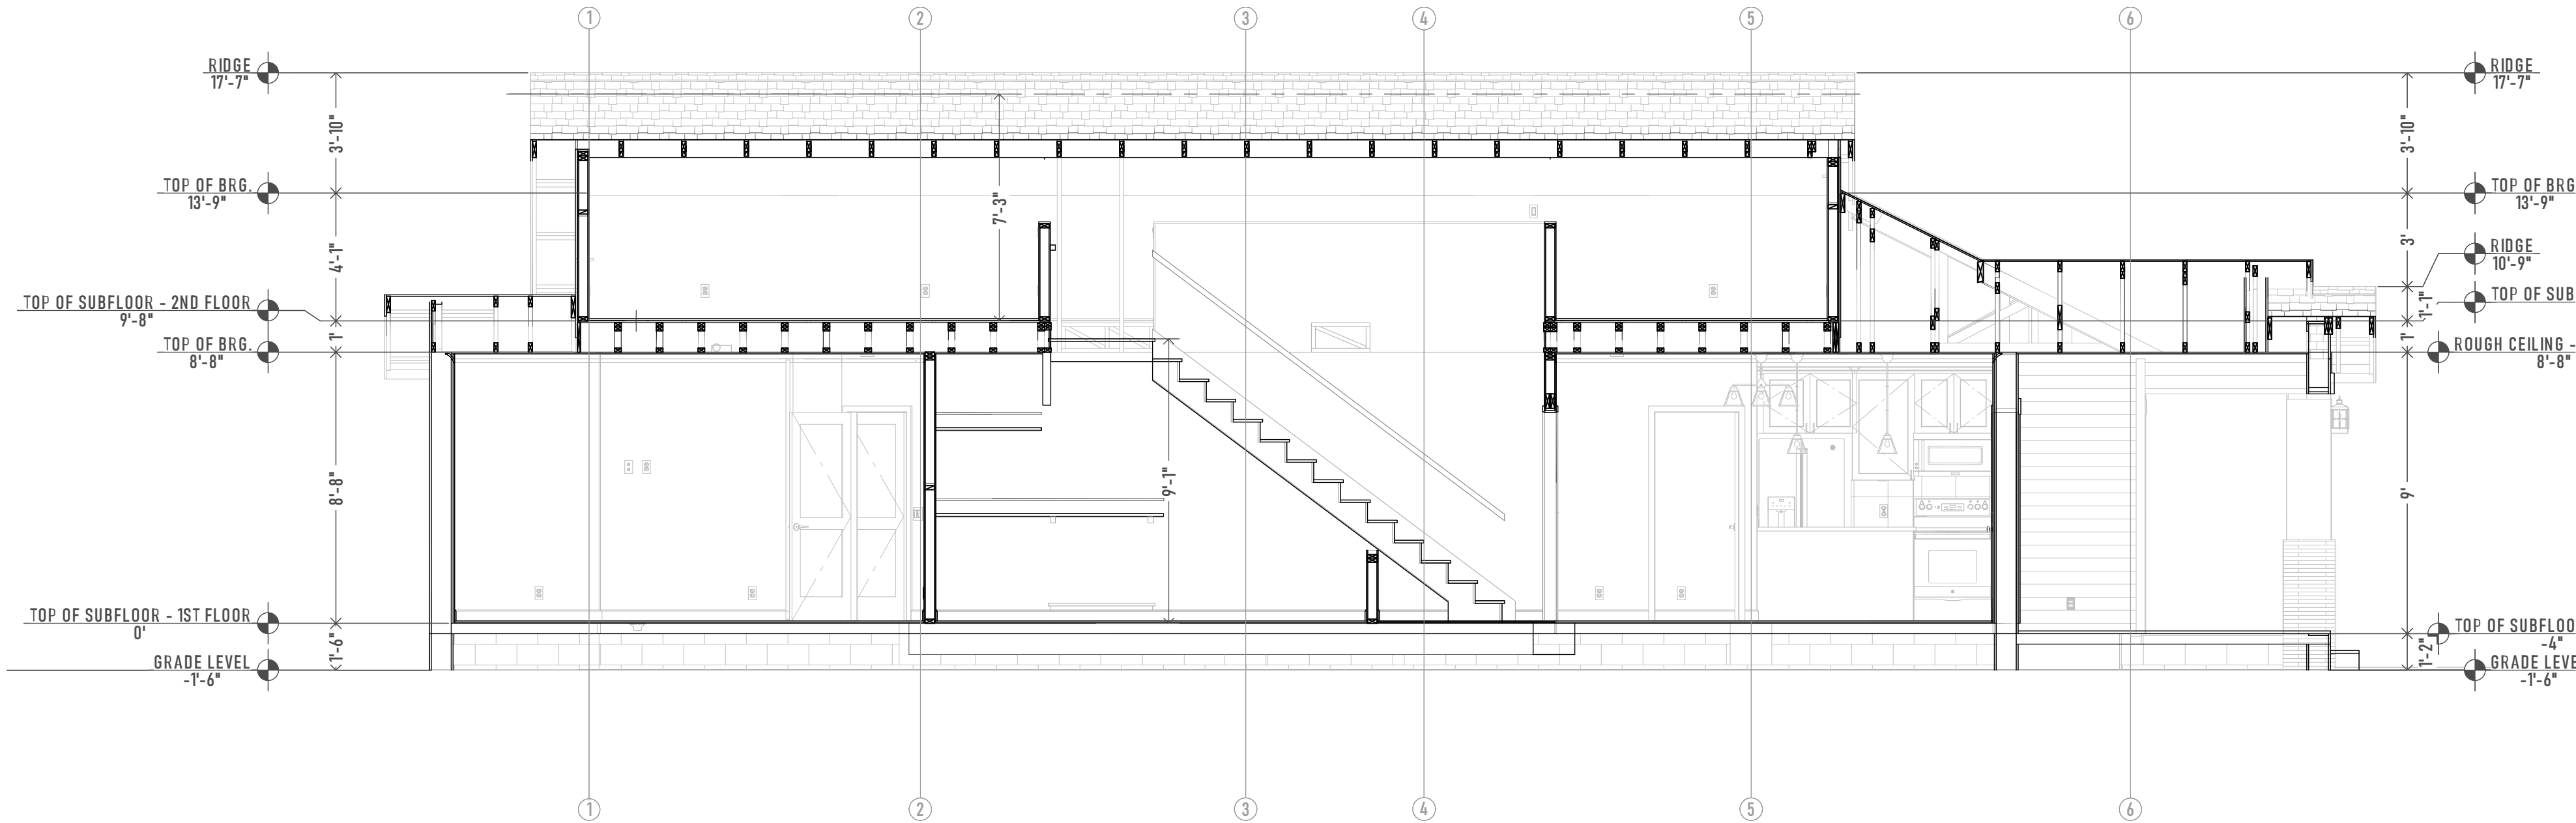 1 2 3 4 5 6
RIDGE
17'-7"
TOP OF BRG.
13'-9"
TOP OF SUBFLOOR - 2ND FLOOR
9'-8"
TOP OF BRG.
8'-8"
TOP OF SUBFLOOR - 1ST FLOOR
0'
GRADE LEVEL
-1'-6"
3'-10"
4'-1"
1'
8'-8"
1'-6"
7'-3"
9'-1"
3'-10"
3'
1'-1"
1'
9'
1'-2"
RIDGE
17'-7"
TOP OF BRG
13'-9"
RIDGE
10'-9"
TOP OF SUB
ROUGH CEILING -
8'-8"
TOP OF SUBFLOO
-4"
GRADE LEVE
-1'-6"
1 2 3 4 5 6